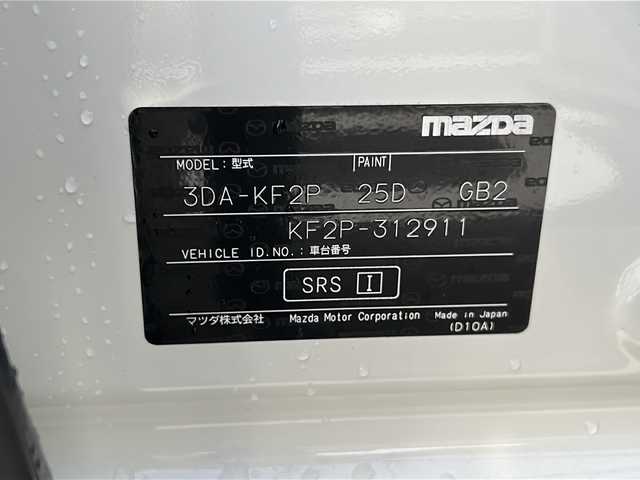 mazda
MODEL：型式 PAINT
3DA-KF2P 25D GB2
KF2P-312911
VEHICLE ID.NO.：車台番号
SRS I
マツダ株式会社 Mazda Motor Corporation Made in Japan
(D10A)